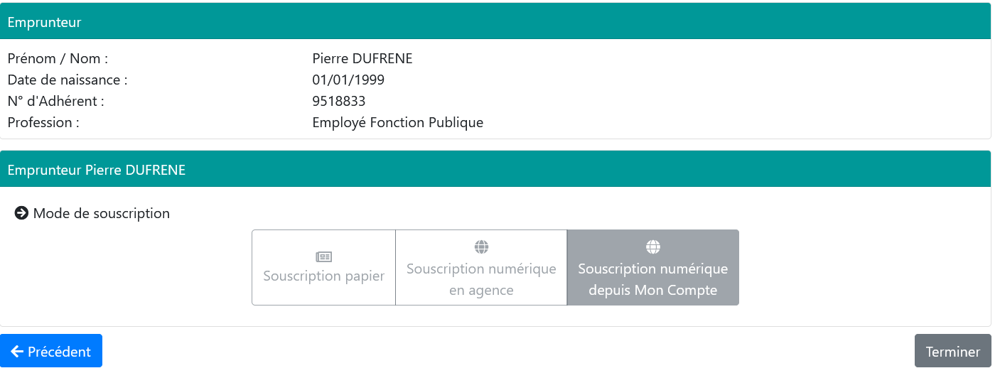 Emprunteur
Prénom / Nom : Pierre DUFRENE
Date de naissance : 01/01/1999
N° d'Adhérent : 9518833
Profession : Employé Fonction Publique
Emprunteur Pierre DUFRENE
Mode de souscription
Souscription papier
Souscription numérique
en agence
Souscription numérique
depuis Mon Compte
Précédent
Terminer